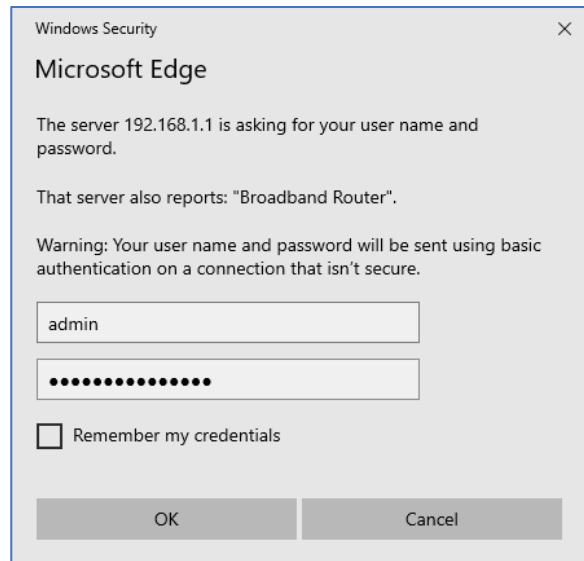 Windows Security
Microsoft Edge
The server 192.168.1.1 is asking for your user name and
password.
That server also reports: "Broadband Router".
Warning: Your user name and password will be sent using basic
authentication on a connection that isn’t secure.
admin
●●●●●●●●●●●●●●●
Remember my credentials
OK
Cancel